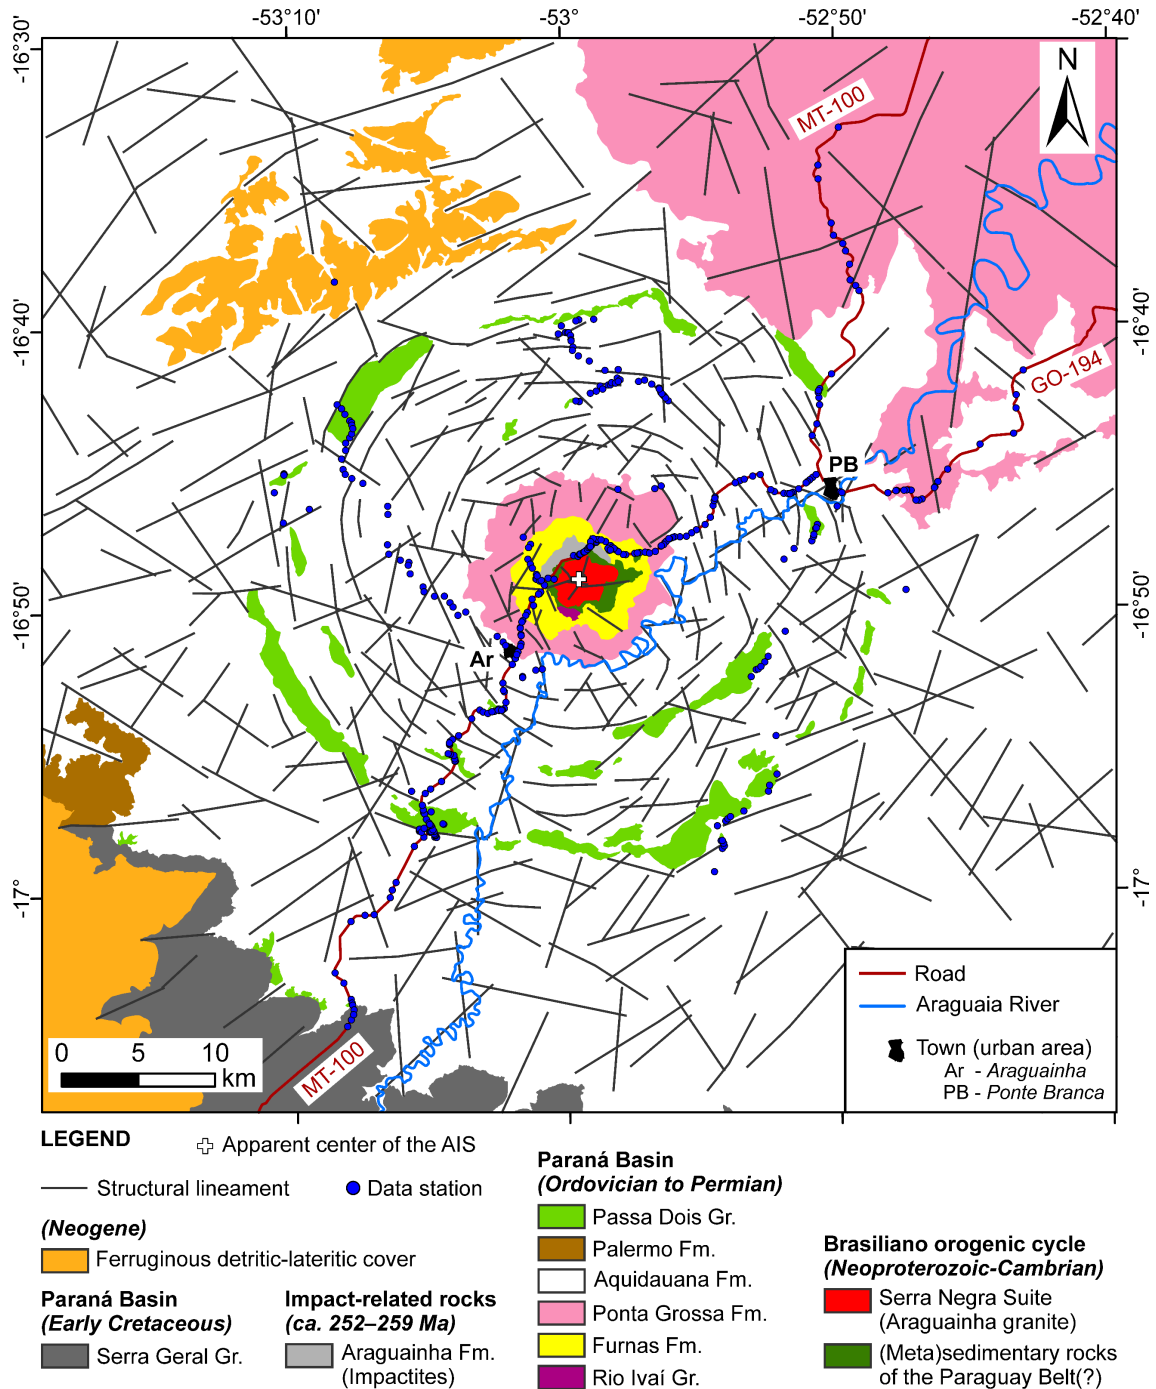 -53°10'
-53°
-52°50'
-52°40'
-16°30'
N
MT-100
-16°40'
-16°40'
GO-194
PB
-16°50'
-16°50'
Ar
-17°
-17°
Road
Araguaia River
Town (urban area)
Ar - Araguainha
PB - Ponte Branca
0 5 10
km
MT-100
LEGEND
Apparent center of the AIS
Structural lineament
Data station
(Neogene)
Ferruginous detritic-lateritic cover
Paraná Basin
(Early Cretaceous)
Serra Geral Gr.
Impact-related rocks
(ca. 252–259 Ma)
Araguainha Fm.
(Impactites)
Paraná Basin
(Ordovician to Permian)
Passa Dois Gr.
Palermo Fm.
Aquidauana Fm.
Ponta Grossa Fm.
Furnas Fm.
Rio Ivaí Gr.
Brasiliano orogenic cycle
(Neoproterozoic-Cambrian)
Serra Negra Suite
(Araguainha granite)
(Meta)sedimentary rocks
of the Paraguay Belt(?)